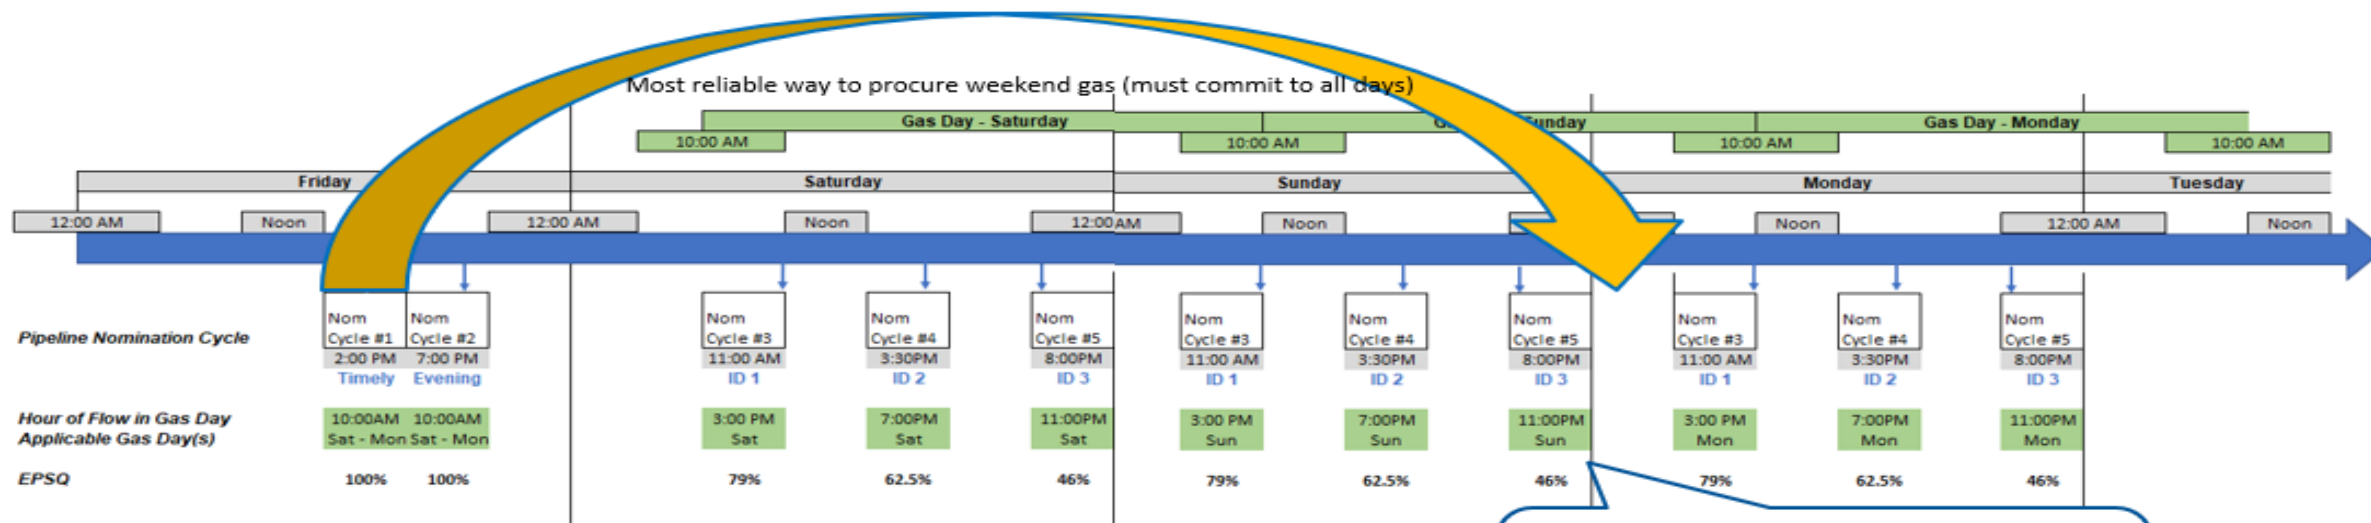 Most reliable way to procure weekend gas (must commit to all days)
Gas Day - Saturday
Sunday
Gas Day - Monday
10:00 AM 10:00 AM 10:00 AM 10:00 AM
Friday Saturday Sunday Monday Tuesday
12:00 AM Noon 12:00 AM Noon 12:00 AM Noon Noon 12:00 AM Noon
Nom Nom Nom Nom Nom Nom Nom Nom Nom Nom Nom
Pipeline Nomination Cycle Cycle #1 Cycle #2 Cycle #3 Cycle #4 Cycle #5 Cycle #3 Cycle #4 Cycle #5 Cycle #3 Cycle #4 Cycle #5
2:00 PM 7:00 PM 11:00 AM 3:30PM 8:00PM 11:00 AM 3:30PM 8:00PM 11:00 AM 3:30PM 8:00PM
Timely Evening ID 1 ID 2 ID 3 ID 1 ID 2 ID 3 ID 1 ID 2 ID 3
Hour of Flow in Gas Day 10:00AM 10:00AM 3:00 PM 7:00PM 11:00PM 3:00 PM 7:00PM 11:00PM 3:00 PM 7:00PM 11:00PM
Applicable Gas Day(s) Sat - Mon Sat - Mon Sat Sat Sat Sun Sun Sun Mon Mon Mon
EPSQ 100% 100% 79% 62.5% 46% 79% 62.5% 46% 79% 62.5% 46%